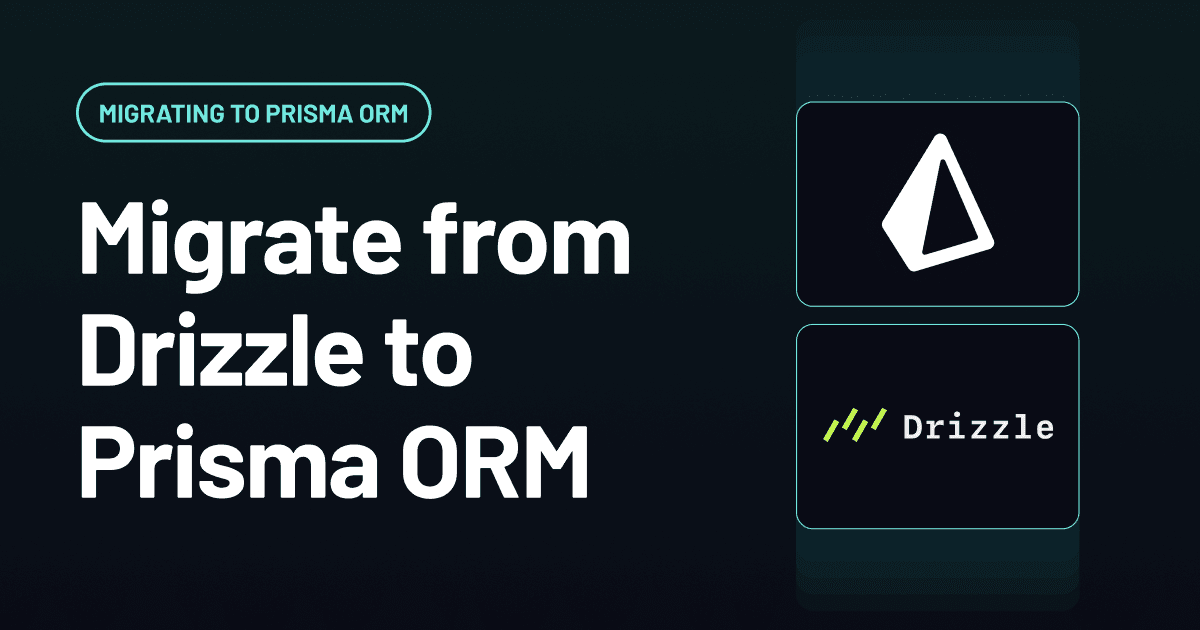 MIGRATING TO PRISMA ORM
Migrate from
Drizzle to
Prisma ORM
Drizzle